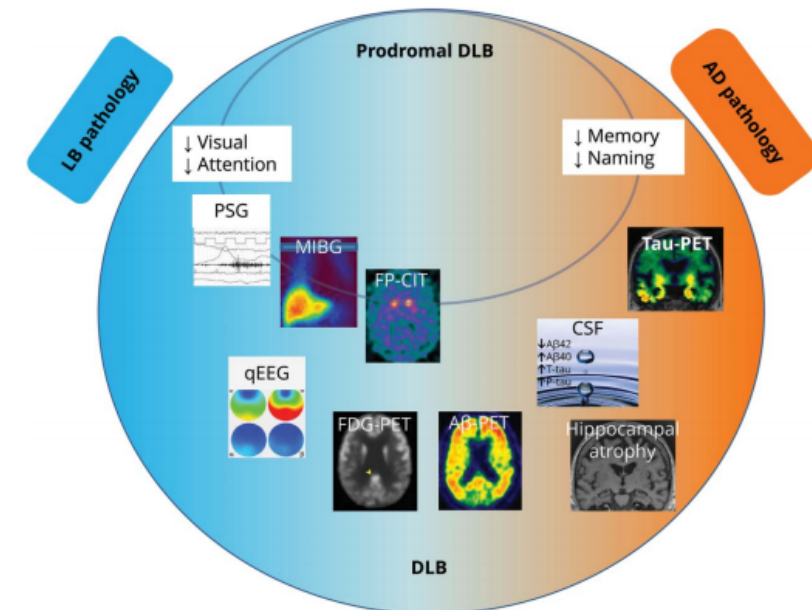 Prodromal DLB
LB pathology
AD pathology
↓ Visual
↓ Attention
↓ Memory
↓ Naming
PSG
MIBG
FP-CIT
Tau-PET
CSF
↓Aβ42
↑Aβ40
↑T-tau
↑P-tau
qEEG
FDG-PET
Aβ-PET
Hippocampal
atrophy
DLB